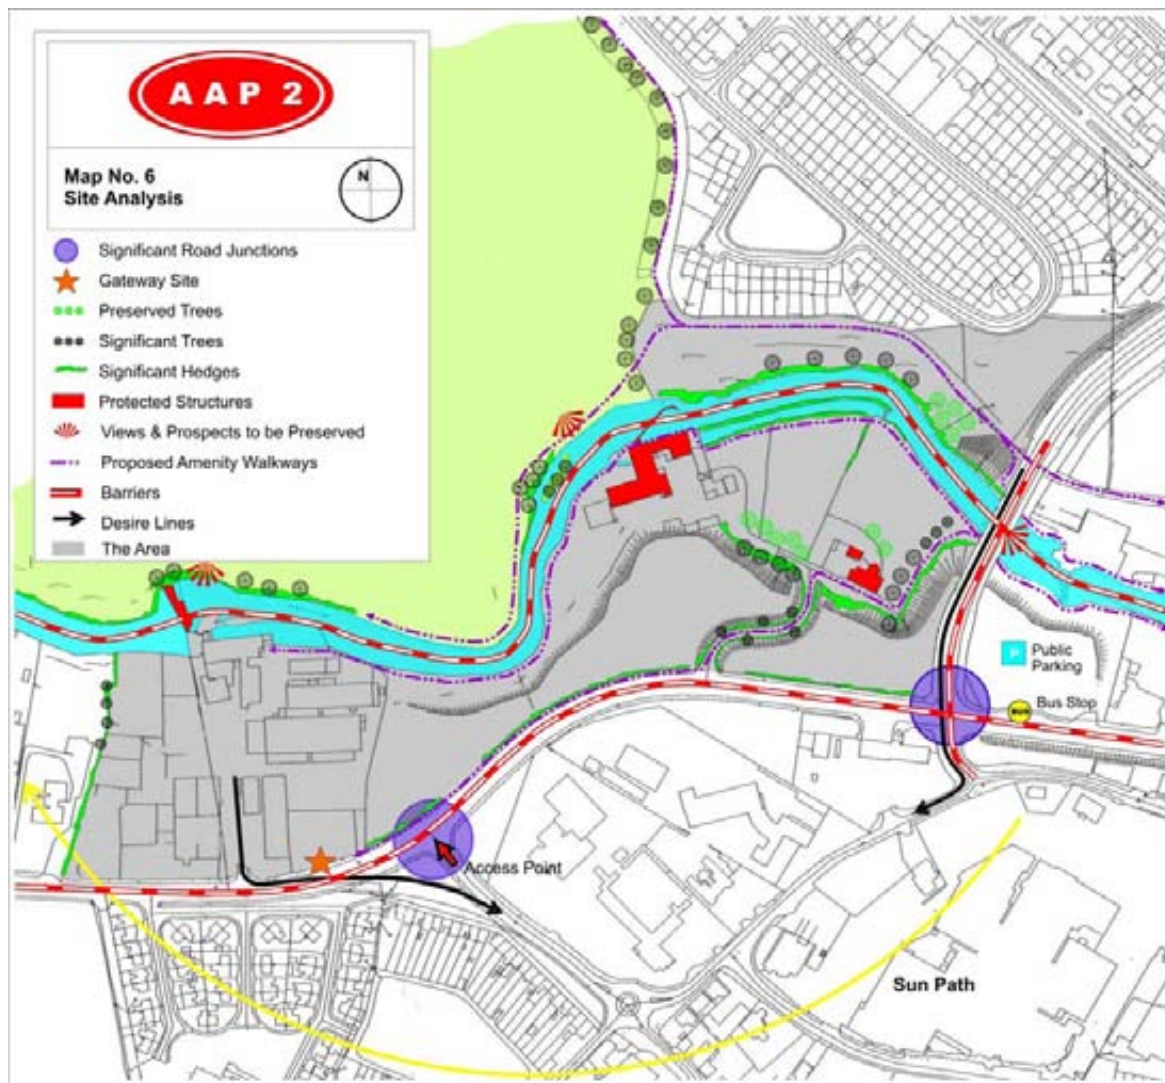 AAP 2
Map No. 6
Site Analysis
N
Significant Road Junctions
Gateway Site
Preserved Trees
Significant Trees
Significant Hedges
Protected Structures
Views & Prospects to be Preserved
Proposed Amenity Walkways
Barriers
Desire Lines
The Area
P
Public
Parking
Bus Stop
BUS
Access Point
Sun Path